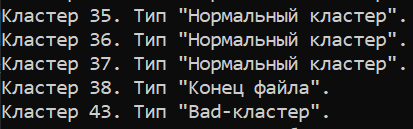 Кластер 35. Тип "Нормальный кластер".
Кластер 36. Тип "Нормальный кластер".
Кластер 37. Тип "Нормальный кластер".
Кластер 38. Тип "Конец файла".
Кластер 43. Тип "Bad-кластер".